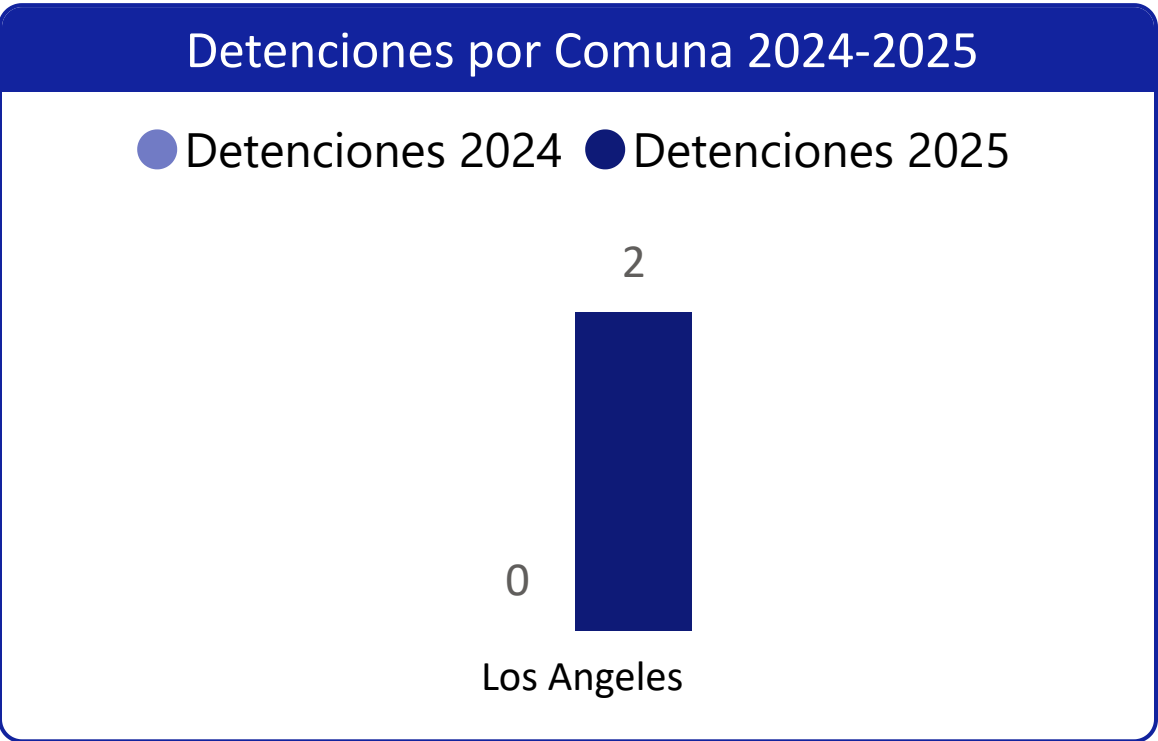 Detenciones por Comuna 2024-2025
Detenciones 2024 Detenciones 2025
2
0
Los Angeles